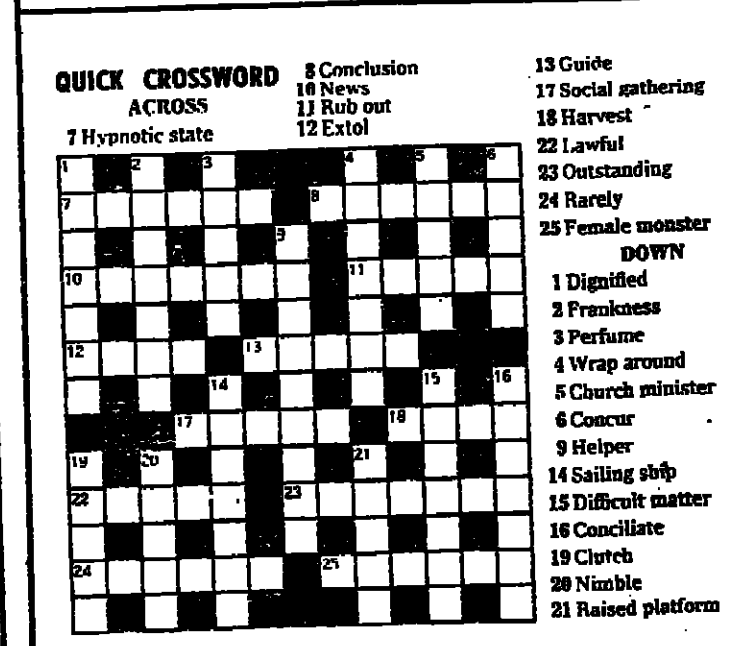 QUICK CROSSWORD
ACROSS
7 Hypnotic state
8 Conclusion
10 News
11 Rub out
12 Extol
13 Guide
17 Social gathering
18 Harvest
22 Lawful
23 Outstanding
24 Rarely
25 Female monster
DOWN
1 Dignified
2 Frankness
3 Perfume
4 Wrap around
5 Church minister
6 Concur
9 Helper
14 Sailing ship
15 Difficult matter
16 Conciliate
19 Clutch
20 Nimble
21 Raised platform
1 2 3 4 5 6
7 8
9
10 11
12 13
14 15 16
17 18
19 20 21
22 23
24 25